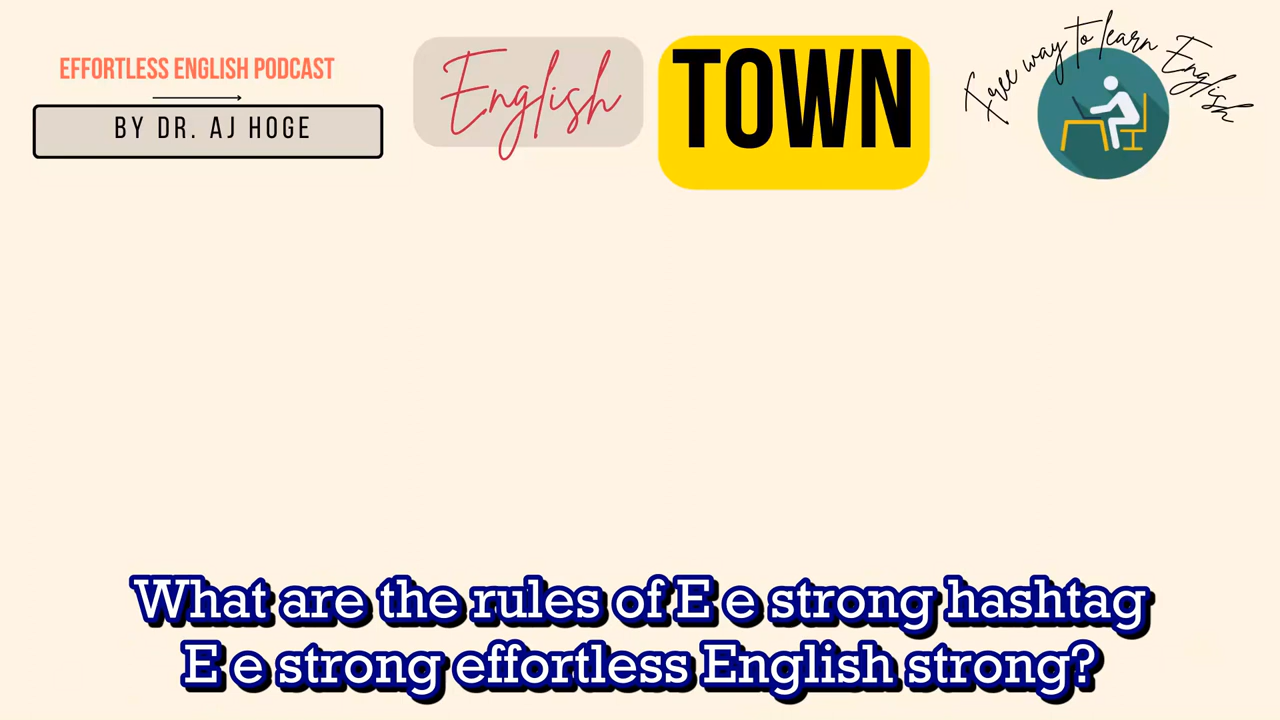 EFFORTLESS ENGLISH PODCAST
BY DR. AJ HOGE
English
TOWN
Free way to learn English
What are the rules of E e strong hashtag
E e strong effortless English strong?